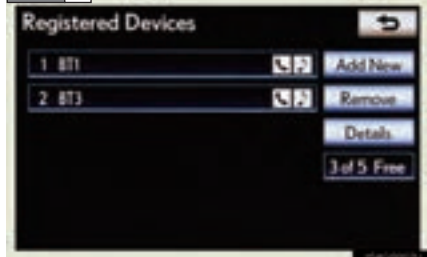 Registered Devices
1 BT1
Add New
2 BT3
Remove
Details
3 of 5 Free